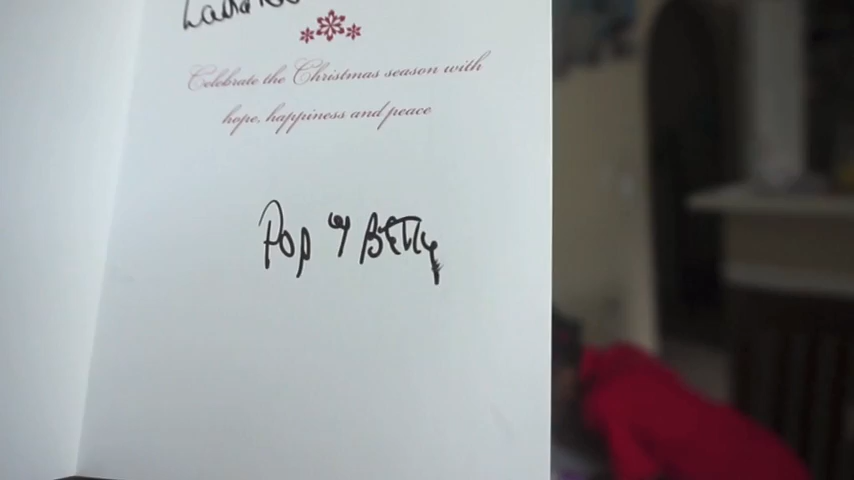 Celebrate the Christmas season with
hope, happiness and peace
Pop & Betty